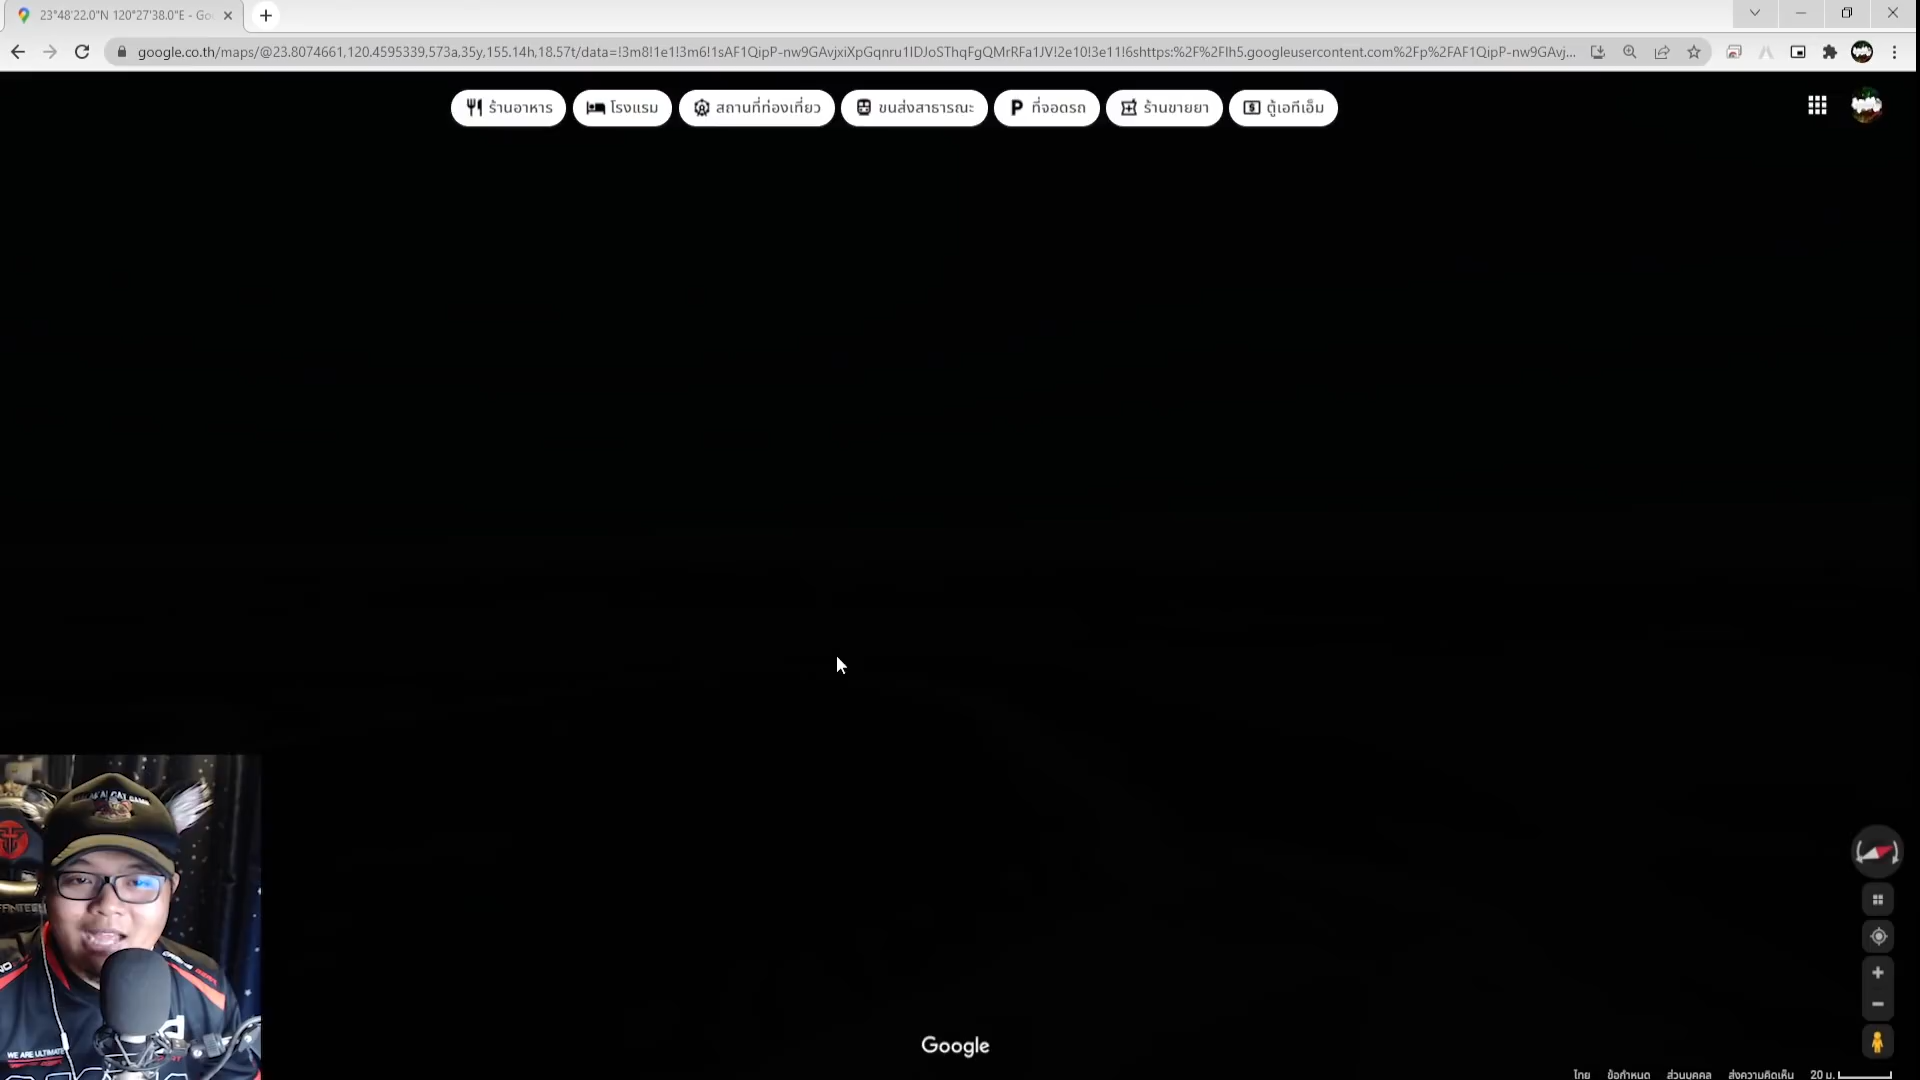 23°48'22.0"N 120°27'38.0"E - Go
google.co.th/maps/@23.8074661,120.4595339,573a,35y,155.14h,18.57t/data=!3m8!1e1!3m6!1sAF1QipP-nw9GAvjxiXpGqnru1IDJoSThqFgQMrRFa1JV!2e10!3e11!6shttps:%2F%2Flh5.googleusercontent.com%2Fp%2FAF1QipP-nw9GAvj...
ร้านอาหาร โรงแรม สถานที่ท่องเที่ยว ขนส่งสาธารณะ ที่จอดรถ ร้านขายยา ตู้เอทีเอ็ม
WE ARE ULTIMATE
Google
ไทย ข้อกำหนด ส่วนบุคคล ส่งความคิดเห็น 20 ม.